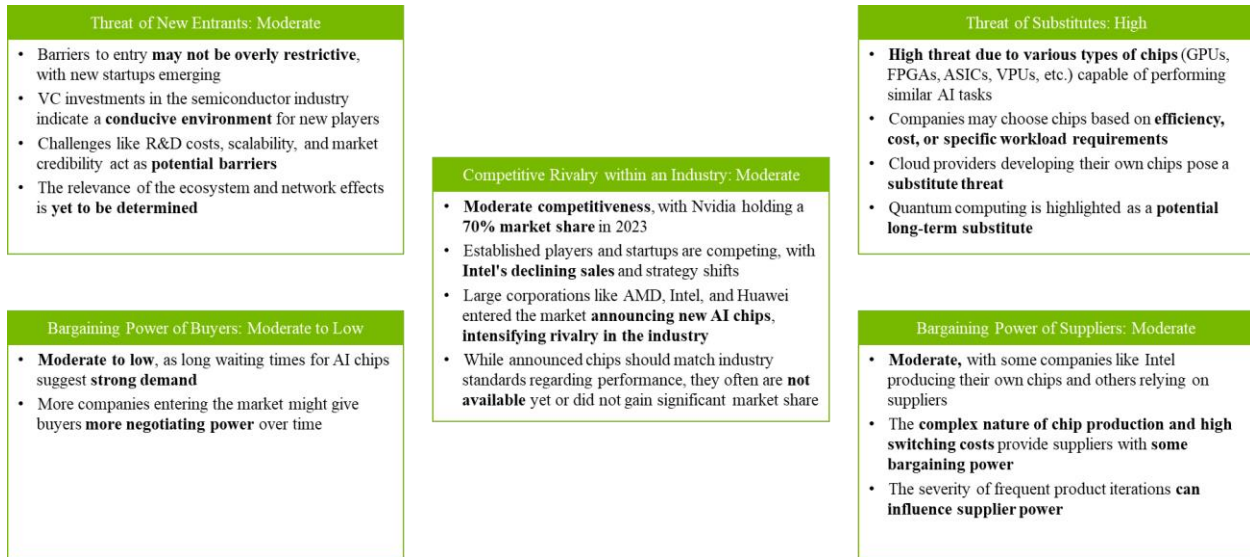 Threat of New Entrants: Moderate
• Barriers to entry may not be overly restrictive,
with new startups emerging
• VC investments in the semiconductor industry
indicate a conducive environment for new players
• Challenges like R&D costs, scalability, and market
credibility act as potential barriers
• The relevance of the ecosystem and network effects
is yet to be determined
Threat of Substitutes: High
• High threat due to various types of chips (GPUs,
FPGAs, ASICs, VPUs, etc.) capable of performing
similar AI tasks
• Companies may choose chips based on efficiency,
cost, or specific workload requirements
• Cloud providers developing their own chips pose a
substitute threat
• Quantum computing is highlighted as a potential
long-term substitute
Competitive Rivalry within an Industry: Moderate
• Moderate competitiveness, with Nvidia holding a
70% market share in 2023
• Established players and startups are competing, with
Intel's declining sales and strategy shifts
• Large corporations like AMD, Intel, and Huawei
entered the market announcing new AI chips,
intensifying rivalry in the industry
• While announced chips should match industry
standards regarding performance, they often are not
available yet or did not gain significant market share
Bargaining Power of Buyers: Moderate to Low
• Moderate to low, as long waiting times for AI chips
suggest strong demand
• More companies entering the market might give
buyers more negotiating power over time
Bargaining Power of Suppliers: Moderate
• Moderate, with some companies like Intel
producing their own chips and others relying on
suppliers
• The complex nature of chip production and high
switching costs provide suppliers with some
bargaining power
• The severity of frequent product iterations can
influence supplier power